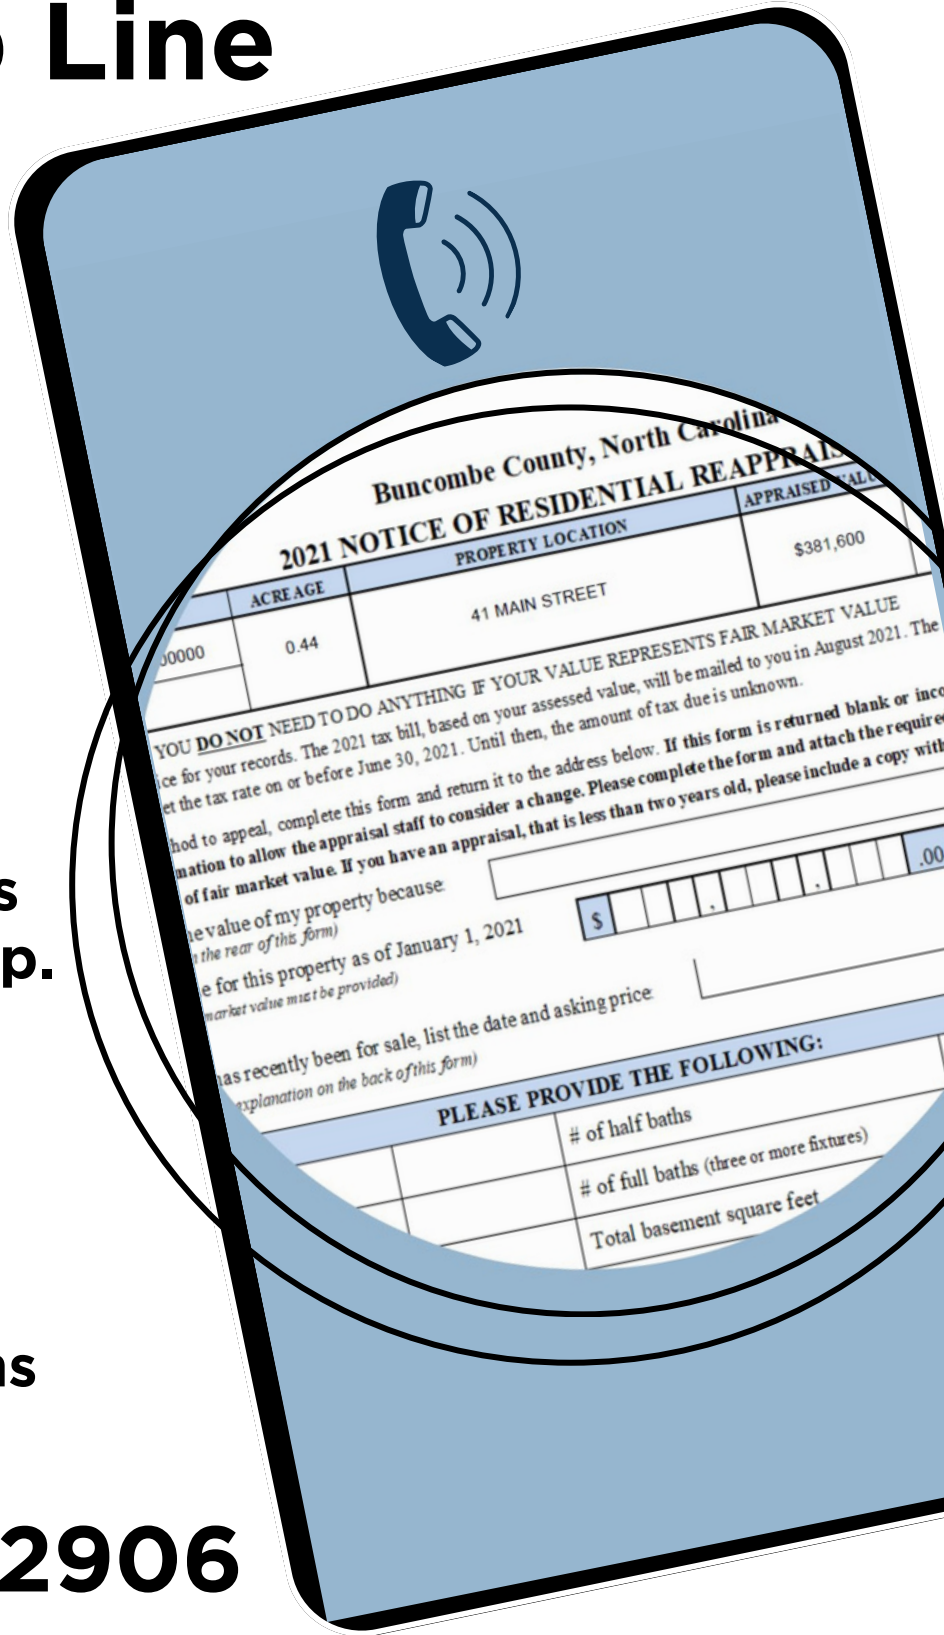 Line
Buncombe County, North Carolina
2021 NOTICE OF RESIDENTIAL
ACREAGE
PROPERTY LOCATION
APPRAISED
00000
0.44
41 MAIN STREET
$381,600
YOU DO NOT NEED TO DO ANYTHING IF YOUR VALUE REPRESENTS FAIR MARKET VALUE
for your records. The 2021 tax bill, based on your assessed value, will be mailed to you in August 2021. The
the tax rate on or before June 30, 2021. Until then, the amount of tax due is unknown.
to appeal, complete this form and return it to the address below. If this form is returned blank or
to allow the appraisal staff to consider a change. Please complete the form and attach the required
of fair market value. If you have an appraisal, that is less than two years old, please include a copy with
value of my property because:
the rear of this form)
for this property as of January 1, 2021
$ , , .00
market value must be provided)
has recently been for sale, list the date and asking price:
explanation on the back of this form)
PLEASE PROVIDE THE FOLLOWING:
# of half baths
# of full baths (three or more fixtures)
Total basement square feet
s
p.
ns
2906